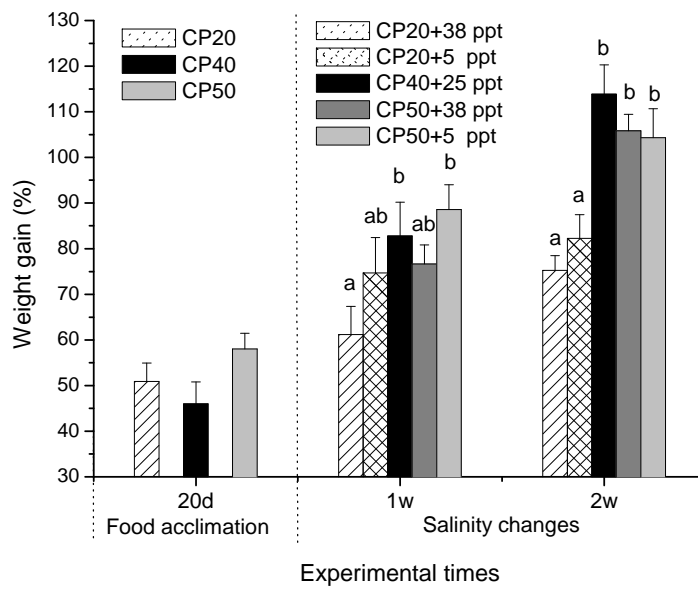 130
120
110
100
90
80
70
60
50
40
30
Weight gain (%)
CP20
CP40
CP50
CP20+38 ppt
CP20+5 ppt
CP40+25 ppt
CP50+38 ppt
CP50+5 ppt
a
ab
b
ab
b
a
a
b
b
b
20d
1w
2w
Food acclimation
Salinity changes
Experimental times